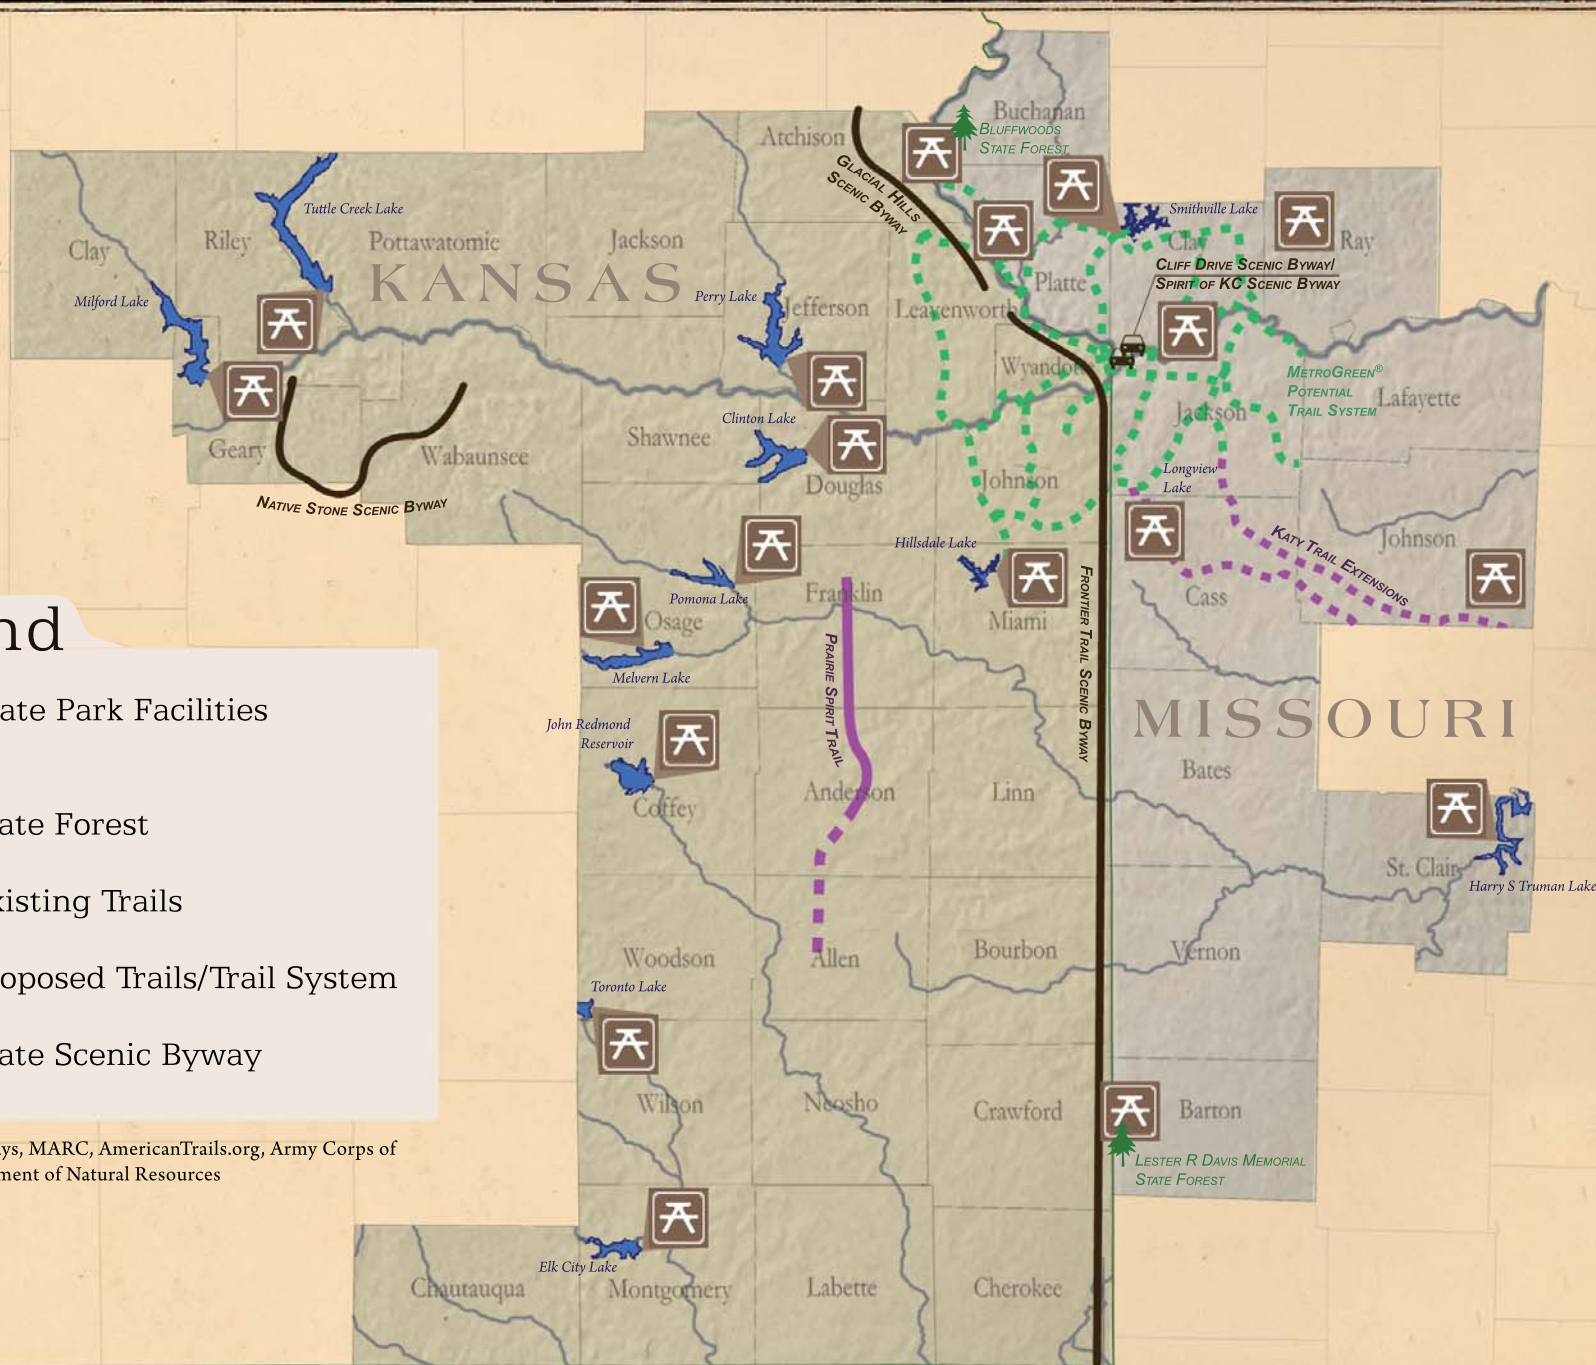 Buchanan
Atchison
Bluffwoods
State Forest
Glacial Hills
Scenic Byway
Tuttle Creek Lake
Smithville Lake
Clay
Riley
Pottawatomie
Jackson
Clay
Ray
KANSAS
Cliff Drive Scenic Byway/
Spirit of KC Scenic Byway
Platte
Milford Lake
Perry Lake
Jefferson
Leavenworth
Wyandotte
MetroGreen®
Potential
Trail System
Lafayette
Jackson
Clinton Lake
Shawnee
Geary
Wabaunsee
Longview
Lake
Douglas
Johnson
Native Stone Scenic Byway
Hillsdale Lake
Katy Trail Extensions
Johnson
Pomona Lake
Franklin
Cass
Osage
Miami
nd
Melvern Lake
Prairie Spirit Trail
Frontier Trail Scenic Byway
ate Park Facilities
MISSOURI
John Redmond
Reservoir
Bates
Coffey
Anderson
Linn
ate Forest
St. Clair
Harry S Truman Lake
xisting Trails
Woodson
Allen
Bourbon
Vernon
oposed Trails/Trail System
Toronto Lake
ate Scenic Byway
Wilson
Neosho
Crawford
Barton
ys, MARC, AmericanTrails.org, Army Corps of
ment of Natural Resources
Lester R Davis Memorial
State Forest
Elk City Lake
Chautauqua
Montgomery
Labette
Cherokee